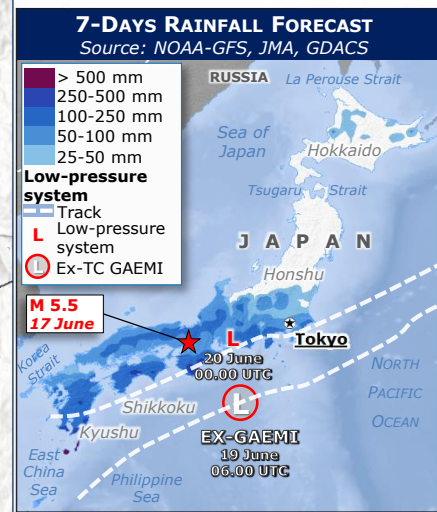 7-DAYS RAINFALL FORECAST
Source: NOAA-GFS, JMA, GDACS
> 500 mm
250-500 mm
100-250 mm
50-100 mm
25-50 mm
Low-pressure
system
Track
L Low-pressure
system
L Ex-TC GAEMI
RUSSIA
La Perouse Strait
Sea of
Japan
Hokkaido
Tsugaru Strait
JAPAN
Honshu
M 5.5
17 June
L
20 June
00.00 UTC
Tokyo
Korea
Strait
NORTH
PACIFIC
OCEAN
Shikkoku
Kyushu
L
EX-GAEMI
19 June
06.00 UTC
East
China
Sea
Philippine
Sea